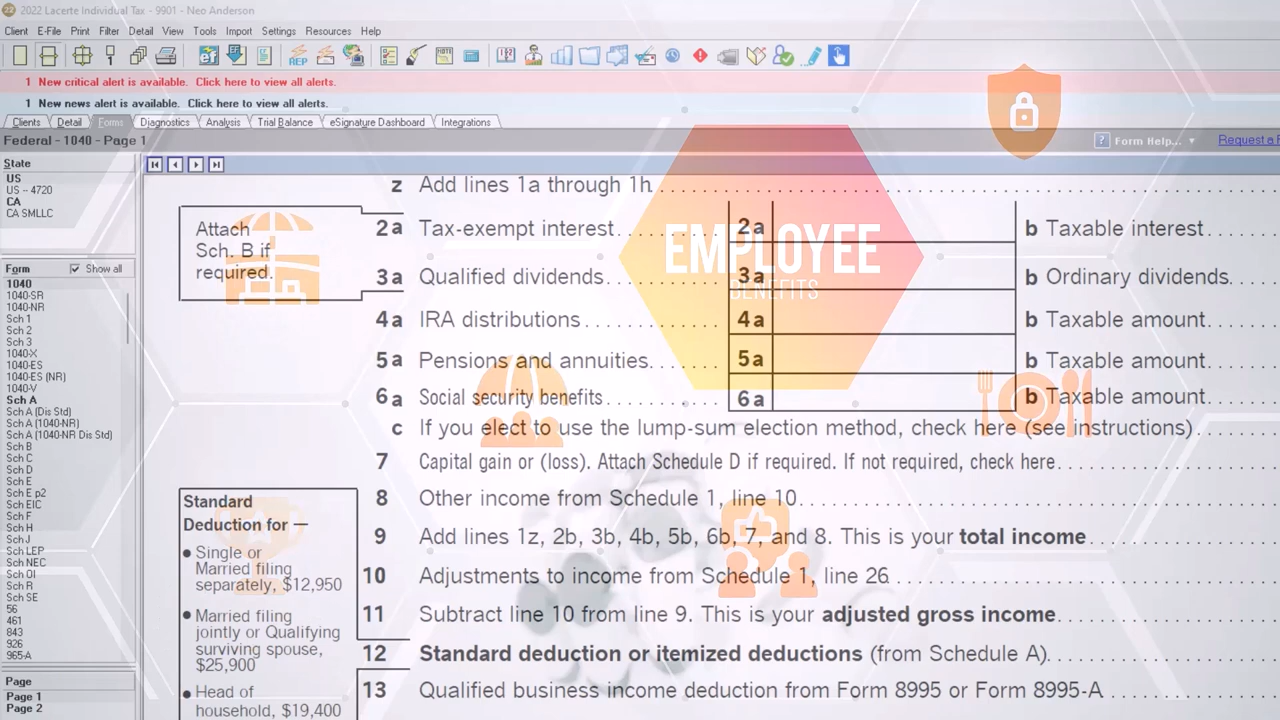 2022 Lacerte Individual Tax - 9901 - Neo Anderson
Client E-File Print Filter Detail View Tools Import Settings Resources Help
1 New critical alert is available. Click here to view all alerts.
1 New news alert is available. Click here to view all alerts.
Clients Detail Forms Diagnostics Analysis Trial Balance eSignature Dashboard Integrations
Federal - 1040 - Page 1
? Form Help...
State
US
US -- 4720
CA
CA SMLLC
Form Show all
1040
1040-SR
1040-NR
Sch 1
Sch 2
Sch 3
1040-X
1040-ES
1040-ES (NR)
1040-V
Sch A
Sch A (Dis Std)
Sch A (1040-NR)
Sch A (1040-NR Dis Std)
Sch B
Sch C
Sch D
Sch E
Sch E p2
Sch EIC
Sch F
Sch H
Sch J
Sch LEP
Sch NEC
Sch OI
Sch R
Sch SE
56
461
843
926
965-A
Page
Page 1
Page 2
z Add lines 1a through 1h
Attach
Sch. B if
required.
2a Tax-exempt interest 2a b Taxable interest
3a Qualified dividends 3a b Ordinary dividends
4a IRA distributions 4a b Taxable amount
5a Pensions and annuities 5a b Taxable amount
6a Social security benefits 6a b Taxable amount
c If you elect to use the lump-sum election method, check here (see instructions)
7 Capital gain or (loss). Attach Schedule D if required. If not required, check here
8 Other income from Schedule 1, line 10
9 Add lines 1z, 2b, 3b, 4b, 5b, 6b, 7, and 8. This is your total income
10 Adjustments to income from Schedule 1, line 26
11 Subtract line 10 from line 9. This is your adjusted gross income
12 Standard deduction or itemized deductions (from Schedule A)
13 Qualified business income deduction from Form 8995 or Form 8995-A
Standard
Deduction for —
● Single or
Married filing
separately, $12,950
● Married filing
jointly or Qualifying
surviving spouse,
$25,900
● Head of
household, $19,400
EMPLOYEE
BENEFITS